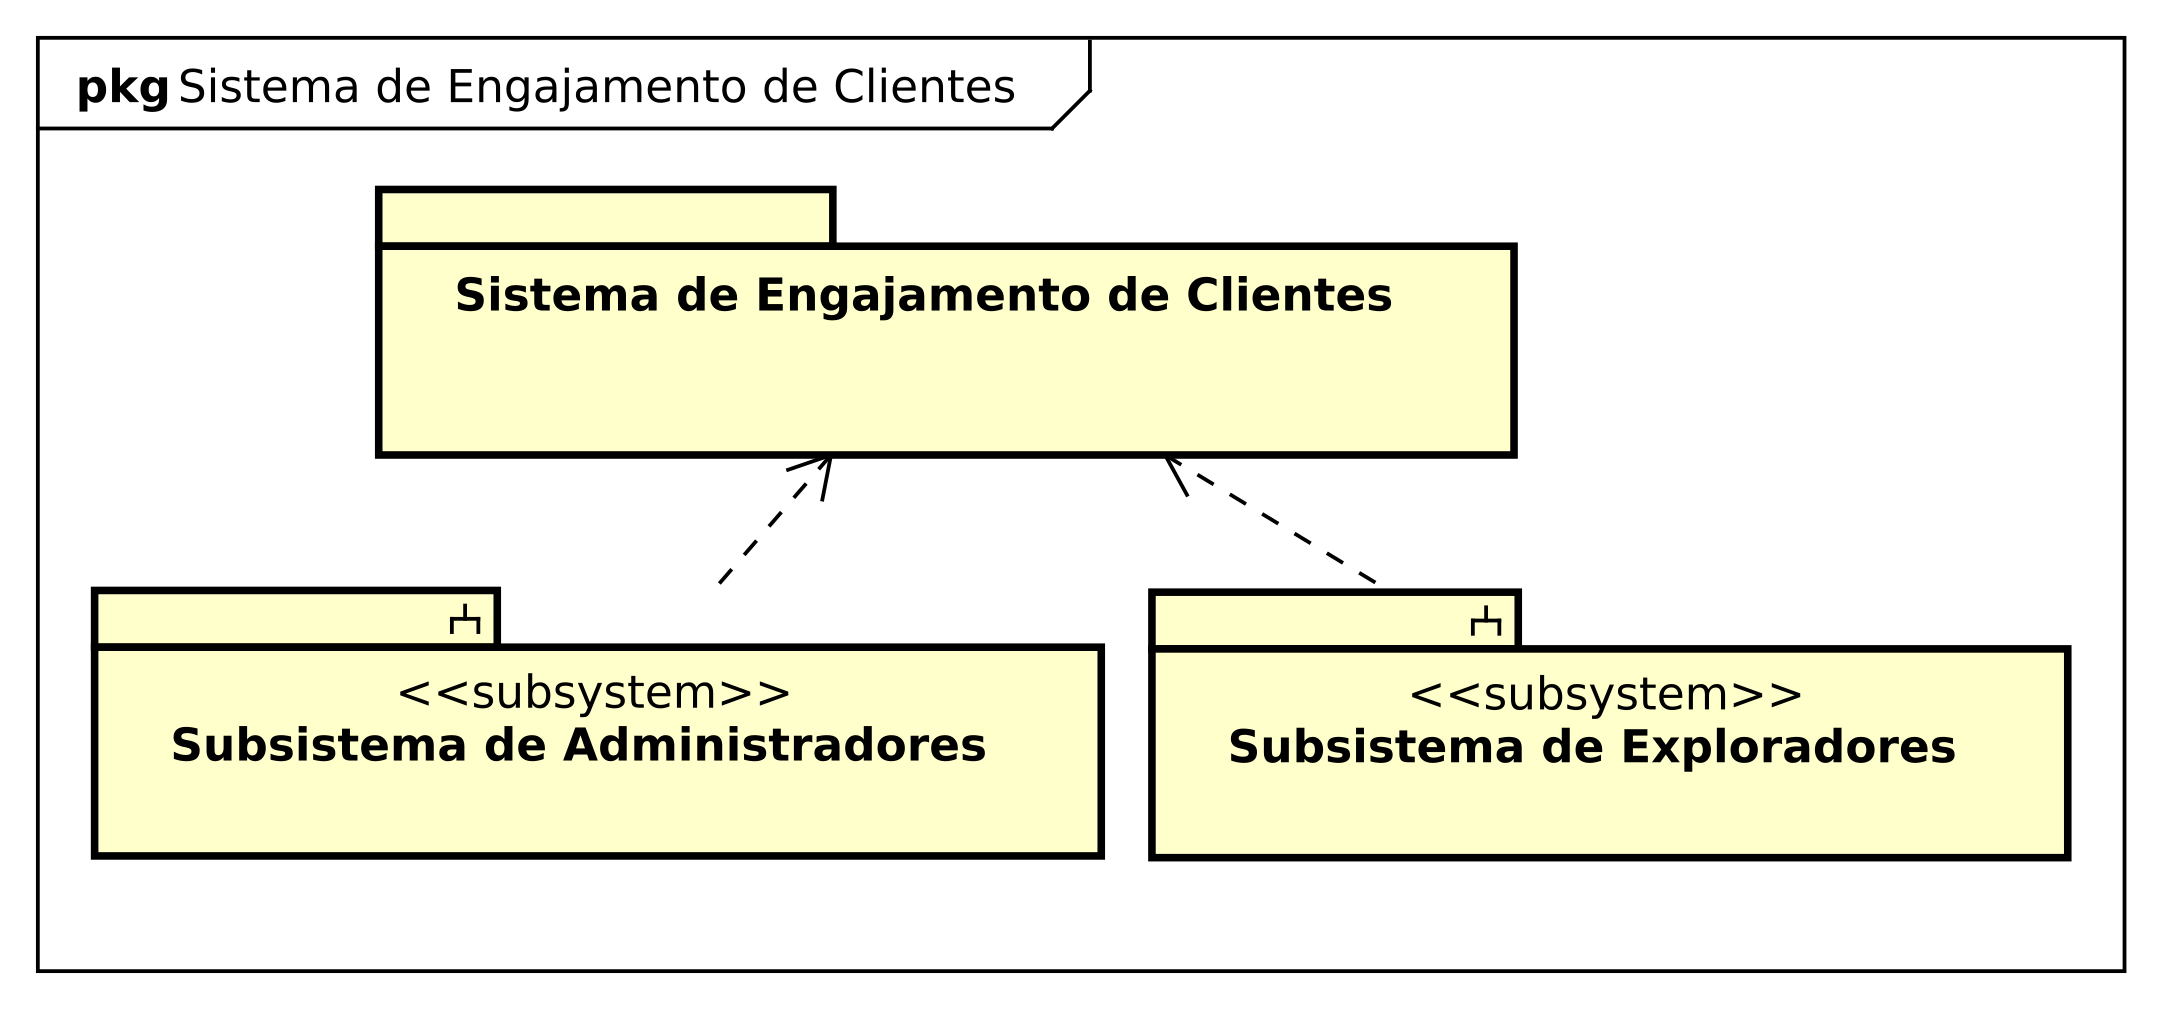 pkg Sistema de Engajamento de Clientes
Sistema de Engajamento de Clientes
<<subsystem>>
Subsistema de Administradores
<<subsystem>>
Subsistema de Exploradores